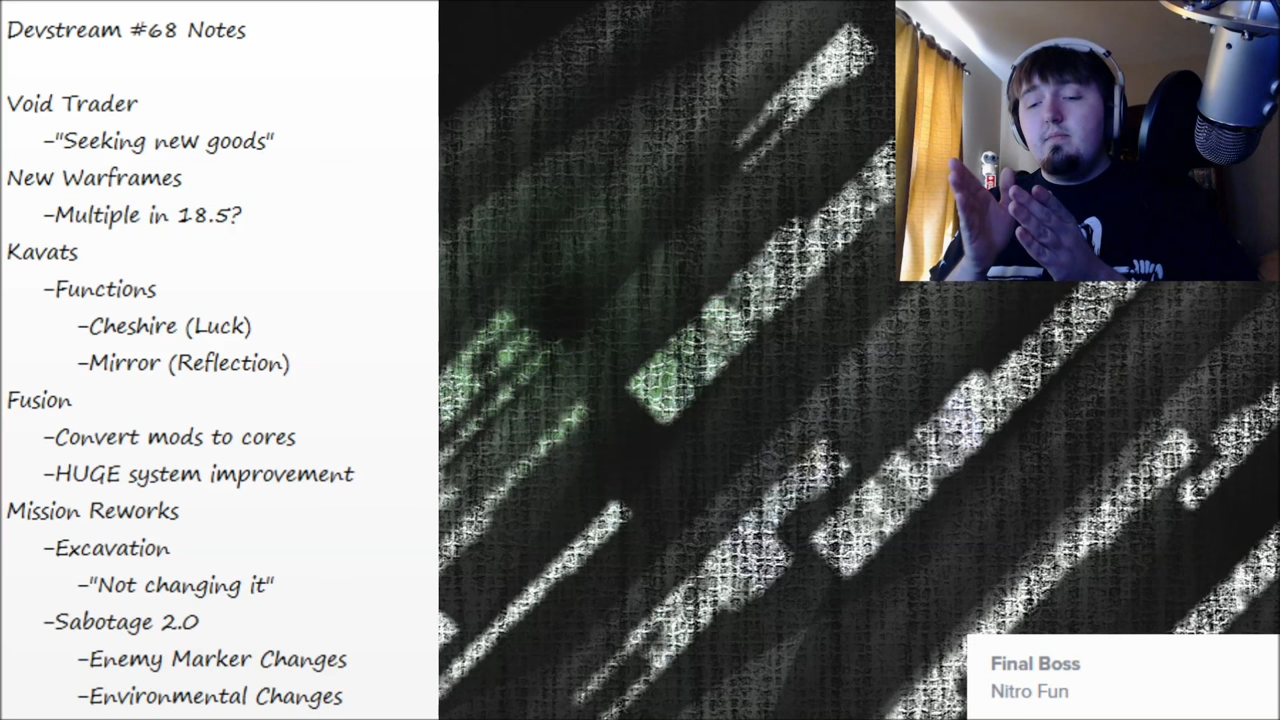 Devstream #68 Notes
Void Trader
-"Seeking new goods"
New Warframes
-Multiple in 18.5?
Kavats
-Functions
-Cheshire (Luck)
-Mirror (Reflection)
Fusion
-Convert mods to cores
-HUGE system improvement
Mission Reworks
-Excavation
-"Not changing it"
-Sabotage 2.0
-Enemy Marker Changes
-Environmental Changes
Final Boss
Nitro Fun